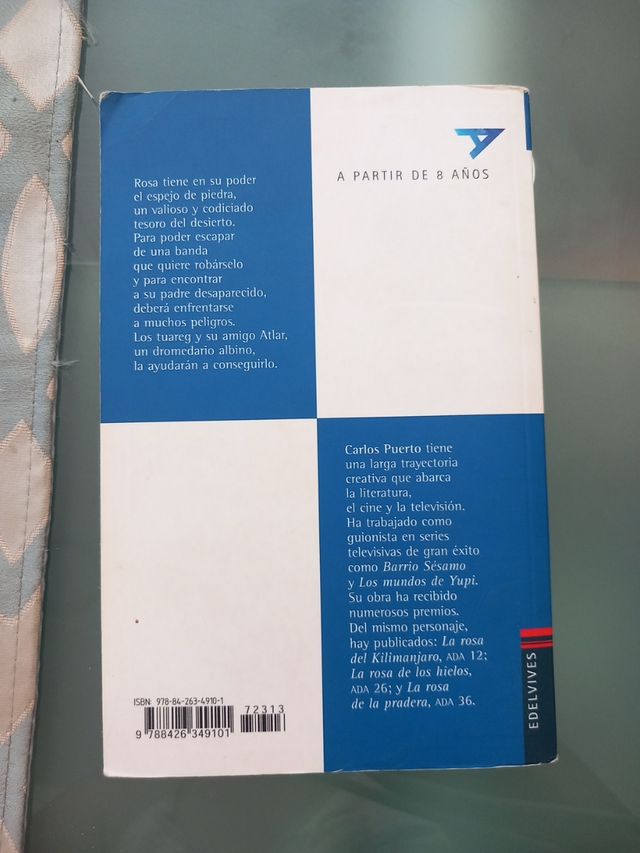 A PARTIR DE 8 AÑOS
Rosa tiene en su poder
el espejo de piedra,
un valioso y codiciado
tesoro del desierto.
Para poder escapar
de una banda
que quiere robárselo
y para encontrar
a su padre desaparecido,
deberá enfrentarse
a muchos peligros.
Los tuareg y su amigo Atlar,
un dromedario albino,
la ayudarán a conseguirlo.
Carlos Puerto tiene
una larga trayectoria
creativa que abarca
la literatura,
el cine y la televisión.
Ha trabajado como
guionista en series
televisivas de gran éxito
como Barrio Sésamo
y Los mundos de Yupi.
Su obra ha recibido
numerosos premios.
Del mismo personaje,
hay publicados: La rosa
del Kilimanjaro, ADA 12;
La rosa de los hielos,
ADA 26; y La rosa
de la pradera, ADA 36.
ISBN: 978-84-263-4910-1
72313
9 788426 349101
EDELVIVES